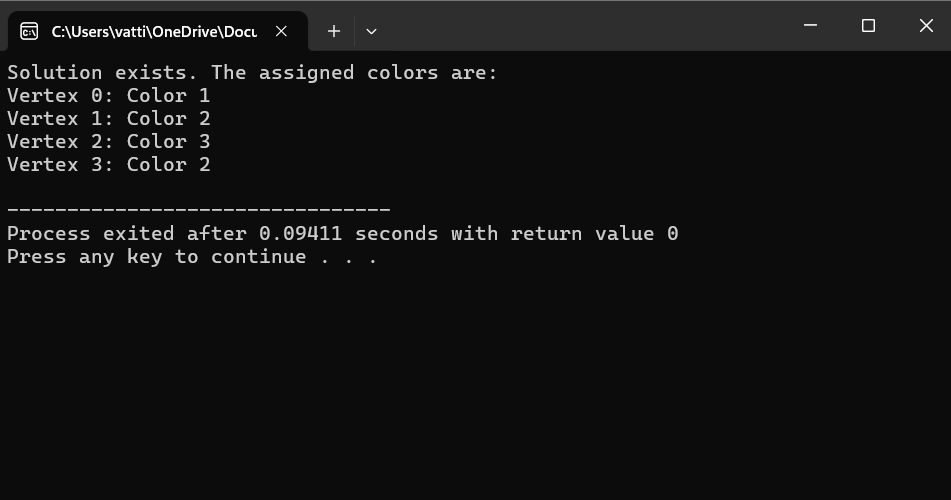 C:\Users\vatti\OneDrive\Docu
Solution exists. The assigned colors are:
Vertex 0: Color 1
Vertex 1: Color 2
Vertex 2: Color 3
Vertex 3: Color 2
--------------------------------
Process exited after 0.09411 seconds with return value 0
Press any key to continue . . .